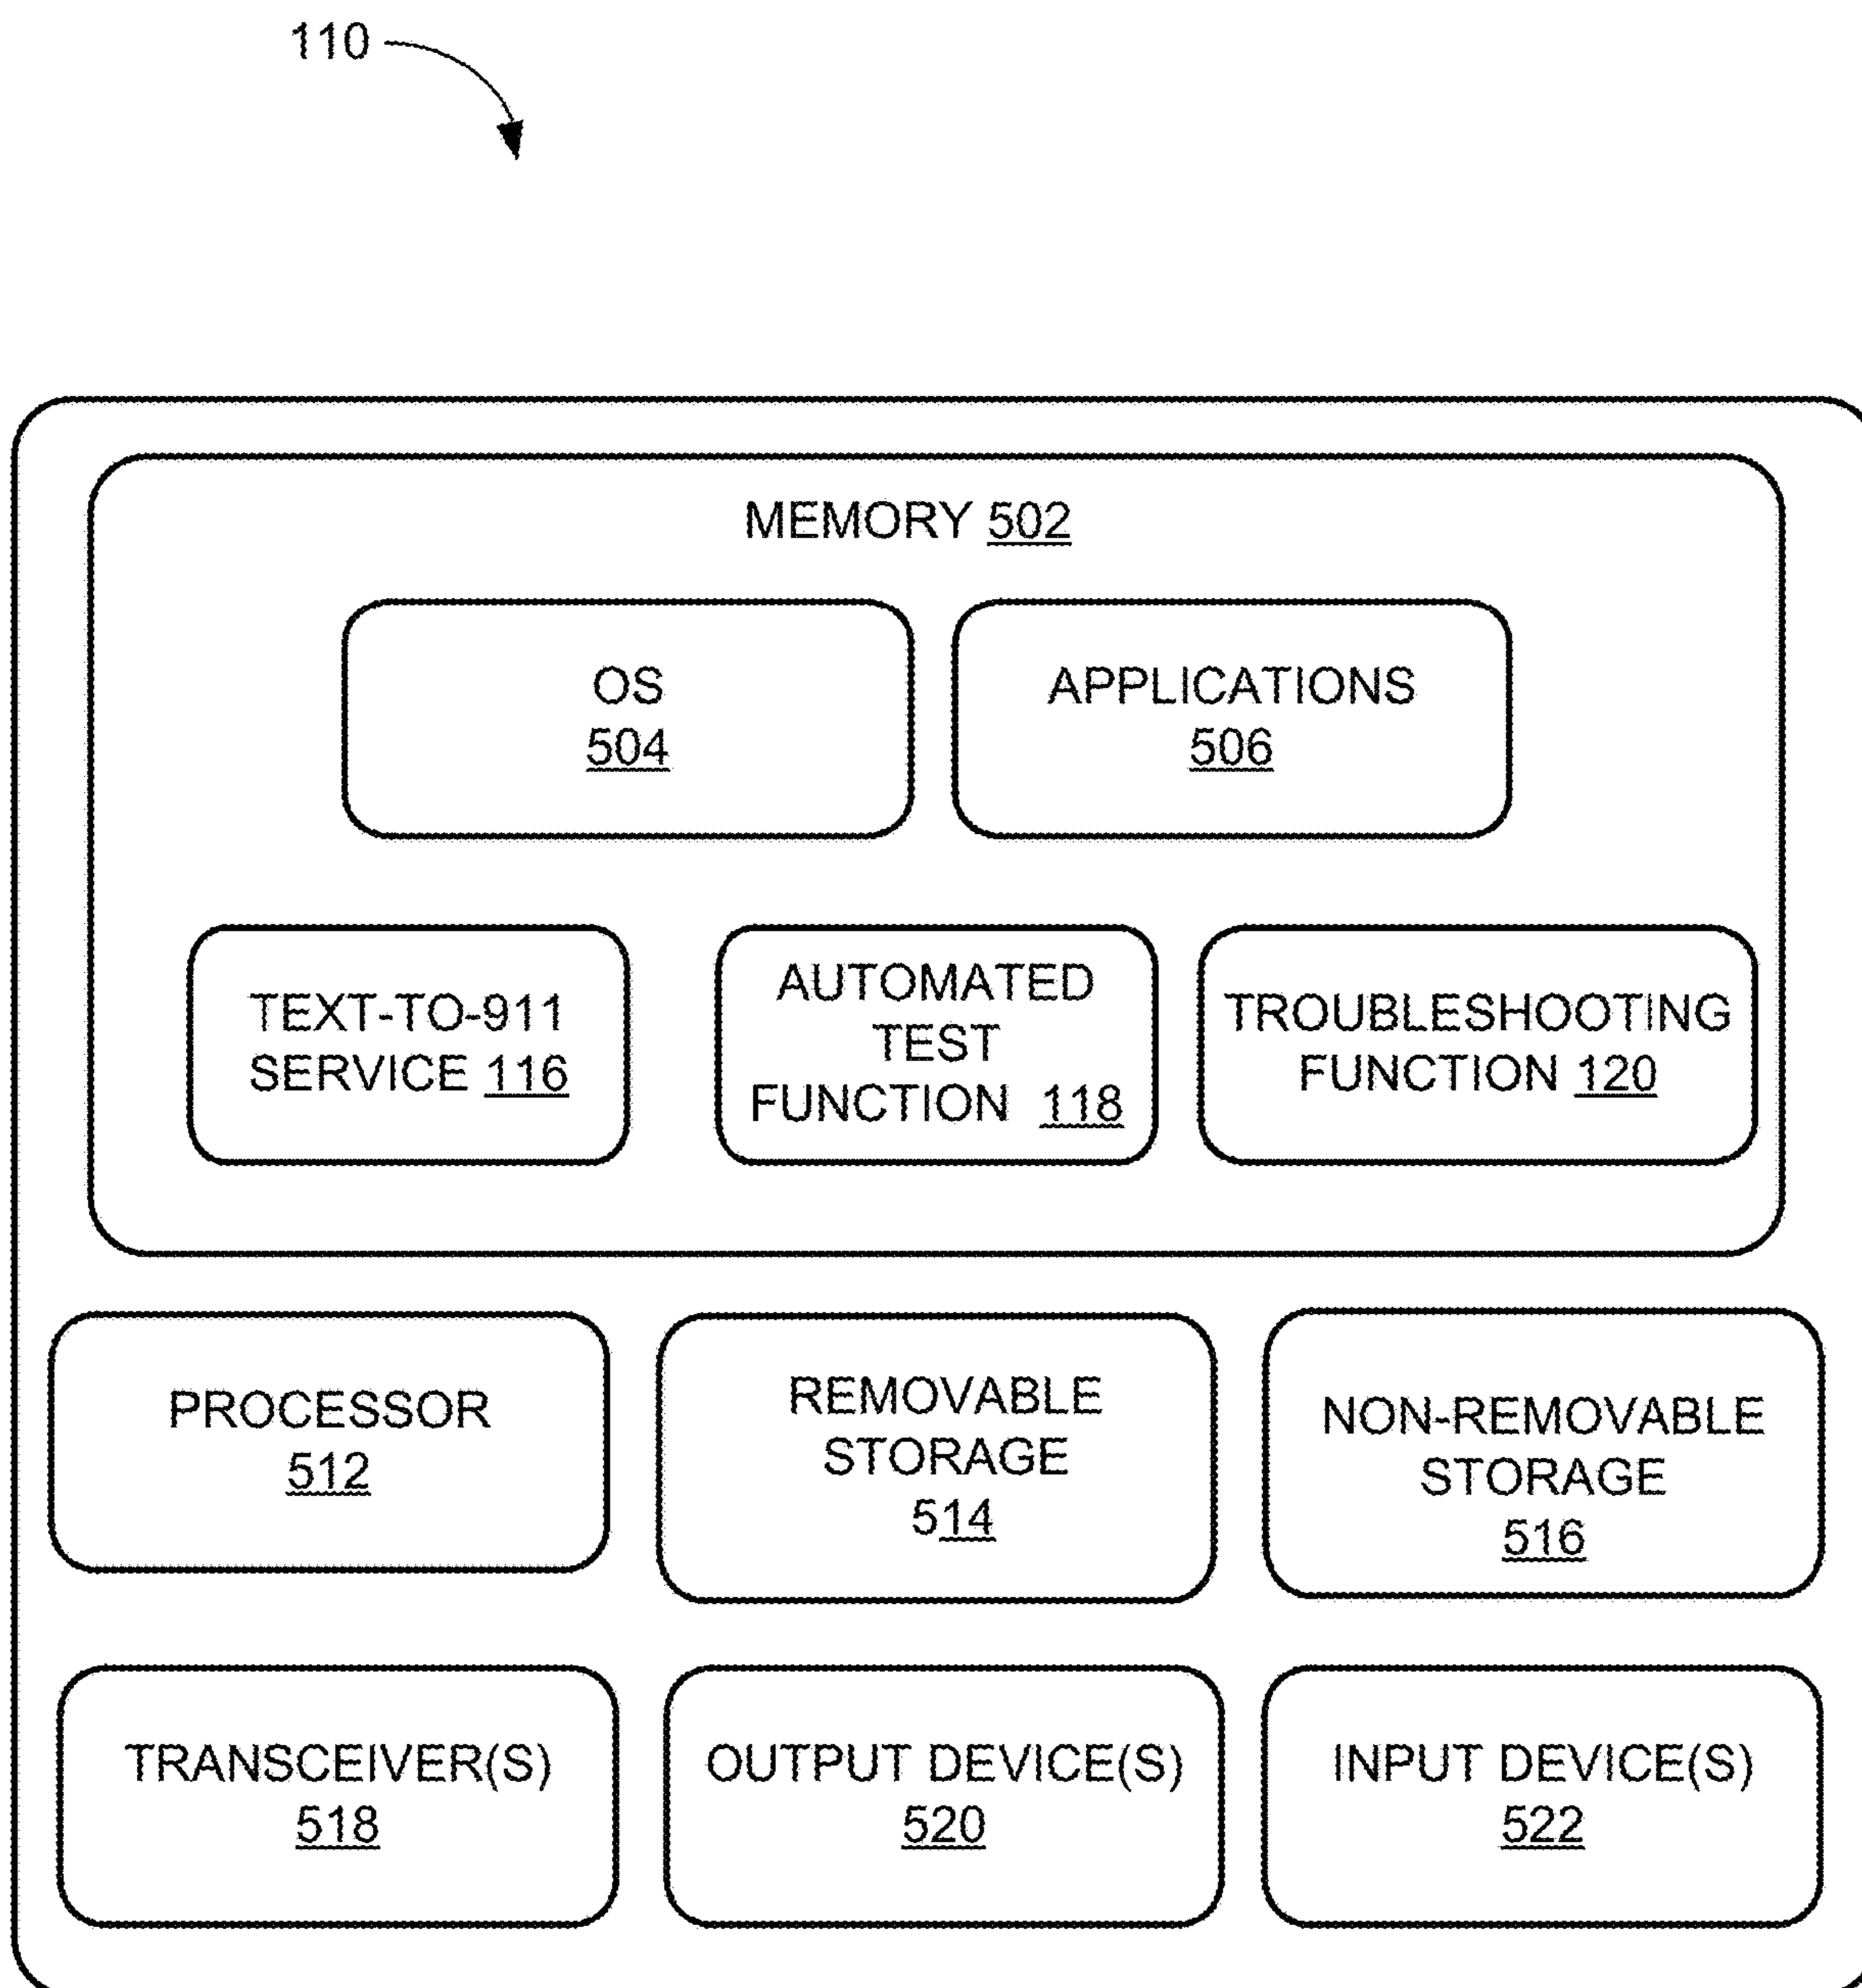 110
MEMORY 502
OS
504
APPLICATIONS
506
TEXT-TO-911
SERVICE 116
AUTOMATED
TEST
FUNCTION 118
TROUBLESHOOTING
FUNCTION 120
PROCESSOR
512
REMOVABLE
STORAGE
514
NON-REMOVABLE
STORAGE
516
TRANSCEIVER(S)
518
OUTPUT DEVICE(S)
520
INPUT DEVICE(S)
522